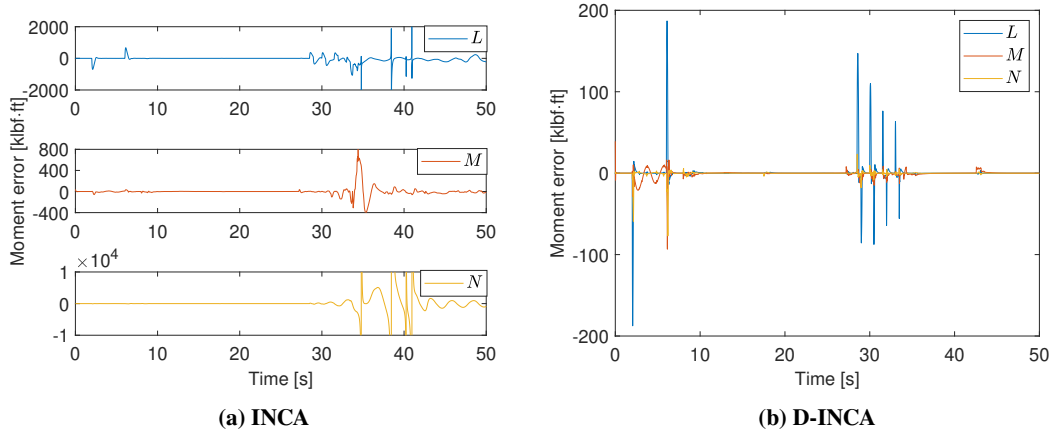 2000
0
-2000
L
0 10 20 30 40 50
800
400
0
-400
M
0 10 20 30 40 50
×10^4
1
0
-1
N
0 10 20 30 40 50
Moment error [klbf·ft]
Time [s]
(a) INCA
200
100
0
-100
-200
L
M
N
0 10 20 30 40 50
Moment error [klbf·ft]
Time [s]
(b) D-INCA